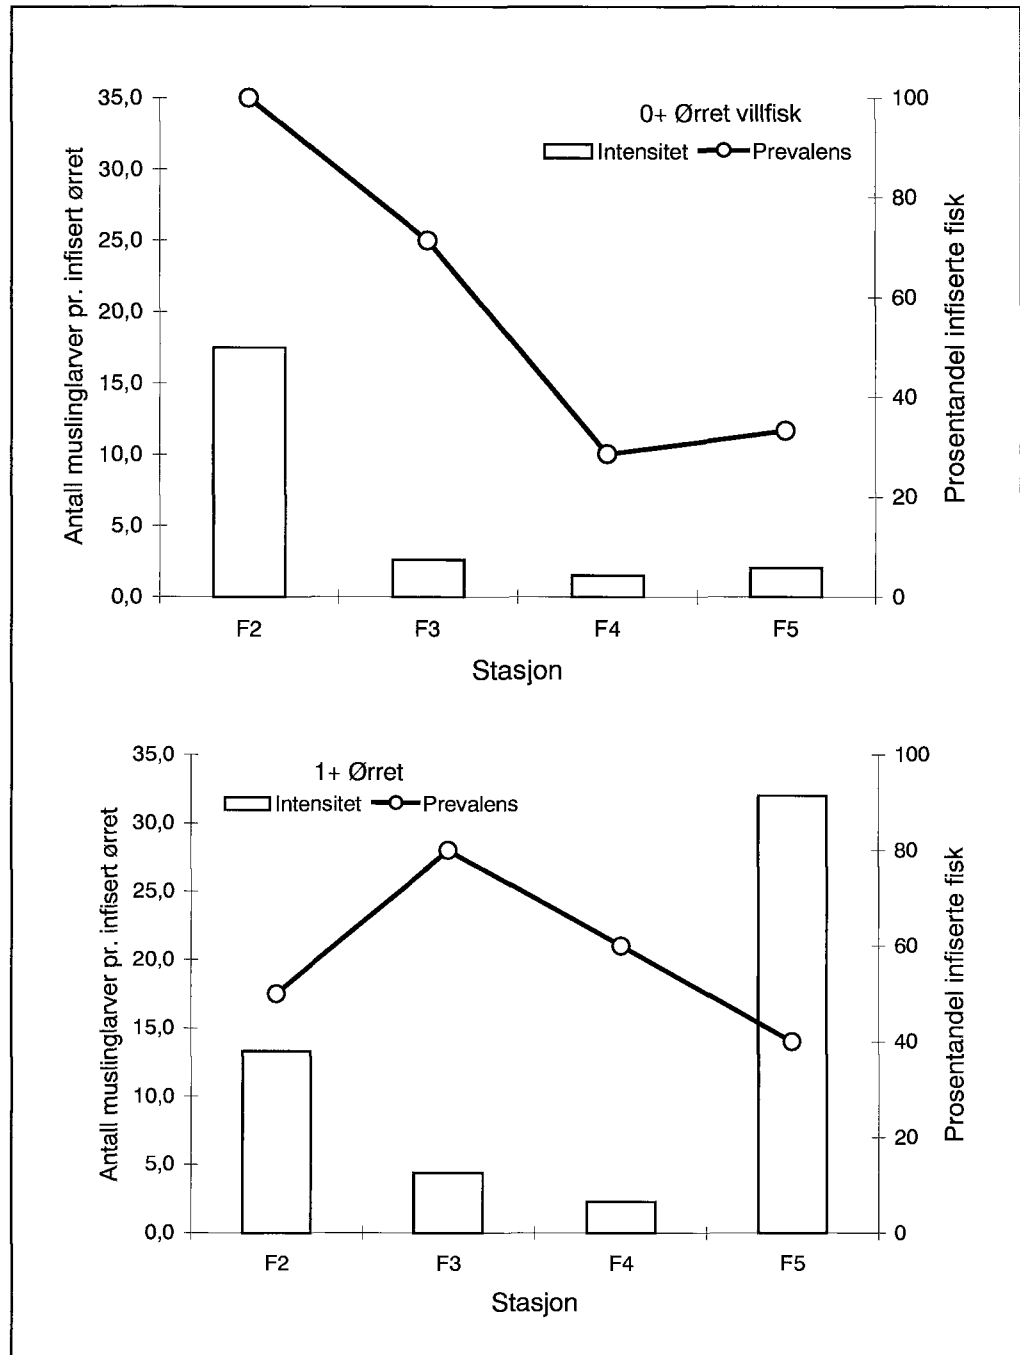 0+ Ørret villfisk
Intensitet Prevalens
Antall muslinglarver pr. infisert ørret
35,0
30,0
25,0
20,0
15,0
10,0
5,0
0,0
100
80
60
40
20
0
Prosentandel infiserte fisk
F2 F3 F4 F5
Stasjon
1+ Ørret
Intensitet Prevalens
Antall muslinglarver pr. infisert ørret
35,0
30,0
25,0
20,0
15,0
10,0
5,0
0,0
100
80
60
40
20
0
Prosentandel infiserte fisk
F2 F3 F4 F5
Stasjon